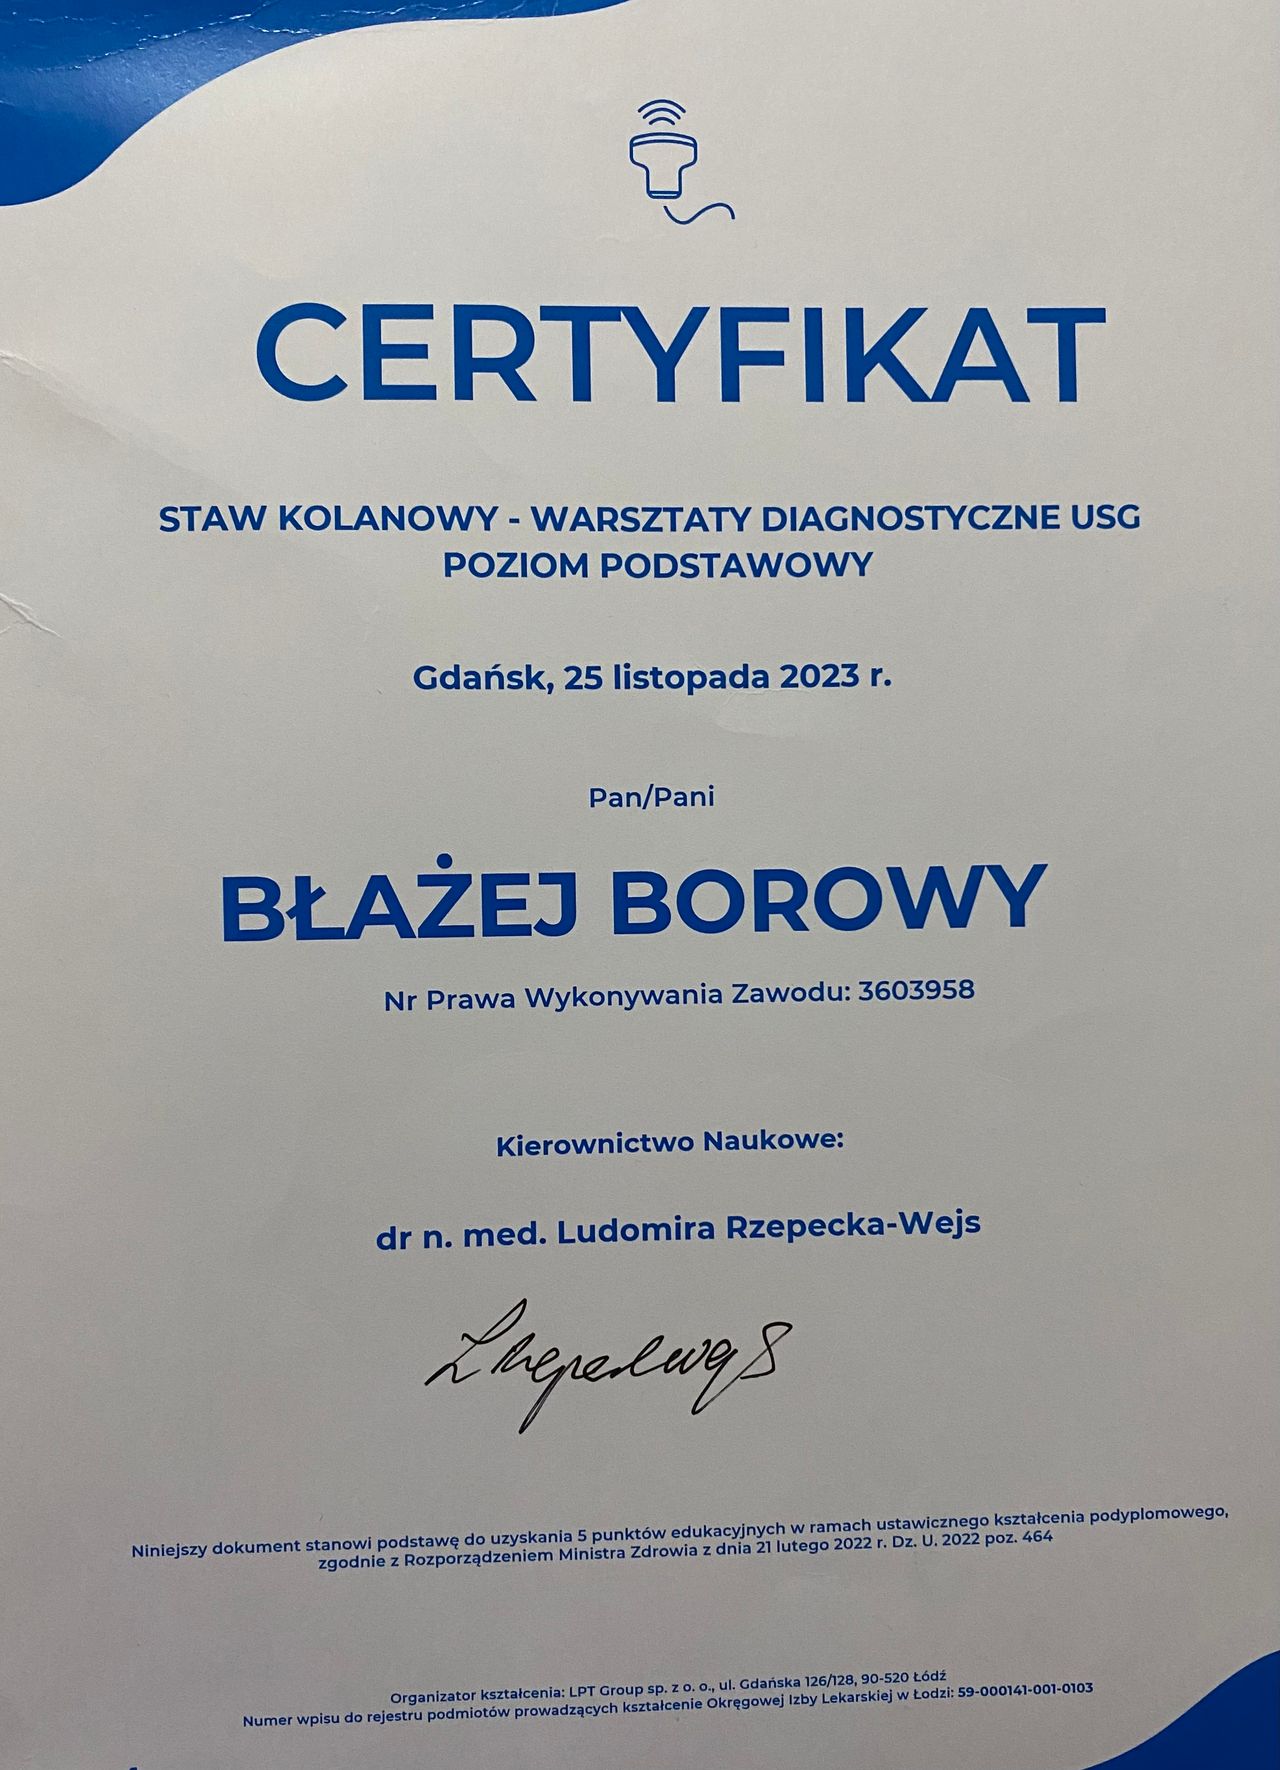 CERTYFIKAT
STAW KOLANOWY - WARSZTATY DIAGNOSTYCZNE USG
POZIOM PODSTAWOWY
Gdańsk, 25 listopada 2023 r.
Pan/Pani
BŁAŻEJ BOROWY
Nr Prawa Wykonywania Zawodu: 3603958
Kierownictwo Naukowe:
dr n. med. Ludomira Rzepecka-Wejs
Niniejszy dokument stanowi podstawę do uzyskania 5 punktów edukacyjnych w ramach ustawicznego kształcenia podyplomowego,
zgodnie z Rozporządzeniem Ministra Zdrowia z dnia 21 lutego 2022 r. Dz. U. 2022 poz. 464
Organizator kształcenia: LPT Group sp. z o. o., ul. Gdańska 126/128, 90-520 Łódź
Numer wpisu do rejestru podmiotów prowadzących kształcenie Okręgowej Izby Lekarskiej w Łodzi: 59-000141-001-0103